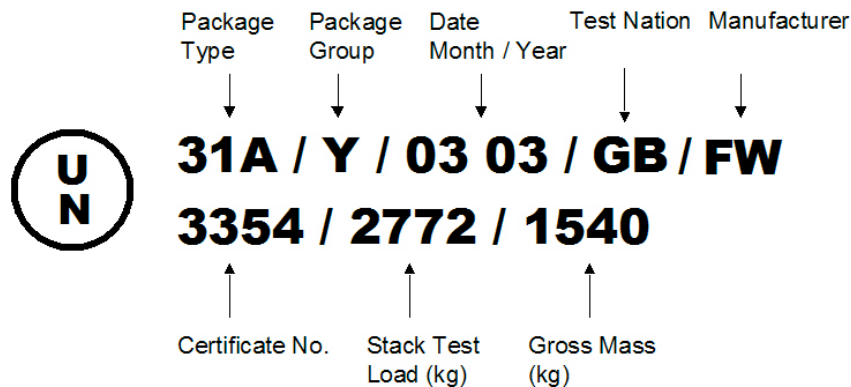 Package Type
Package Group
Date Month / Year
Test Nation
Manufacturer
U
N
31A / Y / 03 03 / GB / FW
3354 / 2772 / 1540
Certificate No.
Stack Test Load (kg)
Gross Mass (kg)